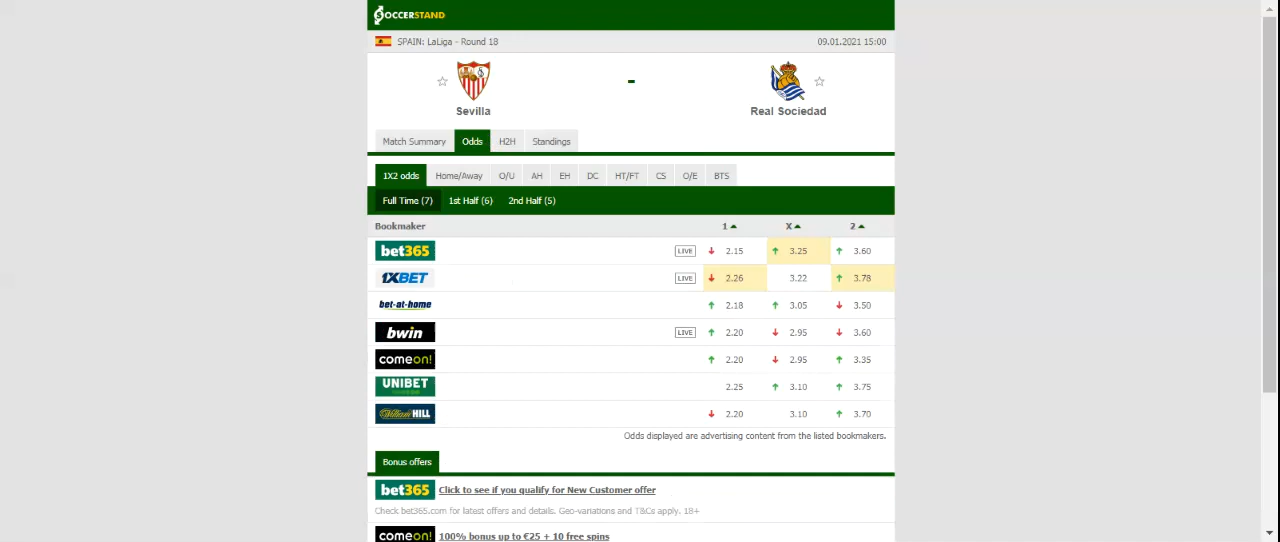 SOCCERSTAND
SPAIN: LaLiga - Round 18 09.01.2021 15:00
-
Sevilla Real Sociedad
Match Summary Odds H2H Standings
1X2 odds Home/Away O/U AH EH DC HT/FT CS O/E BTS
Full Time (7) 1st Half (6) 2nd Half (5)
Bookmaker 1 X 2
bet365 LIVE 2.15 3.25 3.60
1XBET LIVE 2.26 3.22 3.78
bet-at-home 2.18 3.05 3.50
bwin LIVE 2.20 2.95 3.60
comeon! 2.20 2.95 3.35
UNIBET 2.25 3.10 3.75
William HILL 2.20 3.10 3.70
Odds displayed are advertising content from the listed bookmakers.
Bonus offers
bet365 Click to see if you qualify for New Customer offer
Check bet365.com for latest offers and details. Geo-variations and T&Cs apply. 18+
comeon! 100% bonus up to €25 + 10 free spins